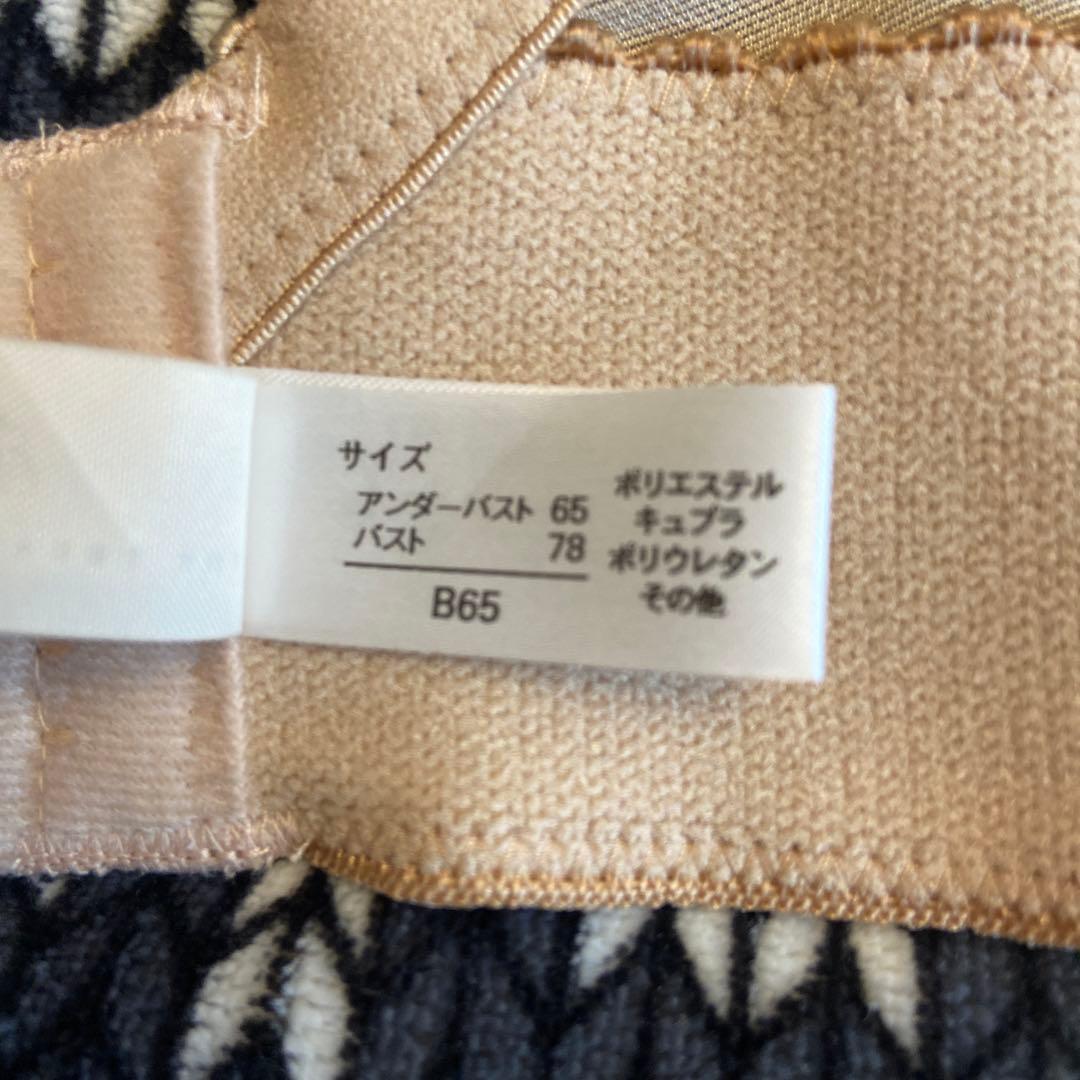 サイズ
アンダーバスト 65
バスト 78
B65
ポリエステル
キュプラ
ポリウレタン
その他